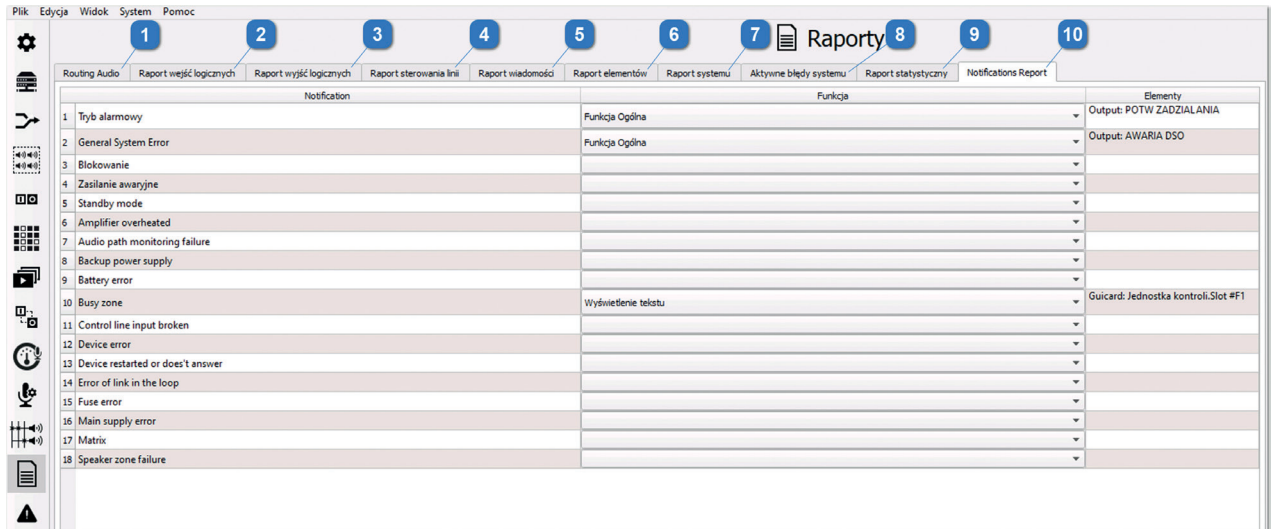 Plik Edycja Widok System Pomoc
1 2 3 4 5 6 7 8 9 10
Raporty
Routing Audio Raport wejść logicznych Raport wyjść logicznych Raport sterowania linii Raport wiadomości Raport elementów Raport systemu Aktywne błędy systemu Raport statystyczny Notifications Report
Notification Funkcja Elementy
1 Tryb alarmowy Funkcja Ogólna Output: POTW ZADZIALANIA
2 General System Error Funkcja Ogólna Output: AWARIA DSO
3 Blokowanie
4 Zasilanie awaryjne
5 Standby mode
6 Amplifier overheated
7 Audio path monitoring failure
8 Backup power supply
9 Battery error
10 Busy zone Wyświetlenie tekstu Guicard: Jednostka kontroli.Slot #F1
11 Control line input broken
12 Device error
13 Device restarted or does't answer
14 Error of link in the loop
15 Fuse error
16 Main supply error
17 Matrix
18 Speaker zone failure